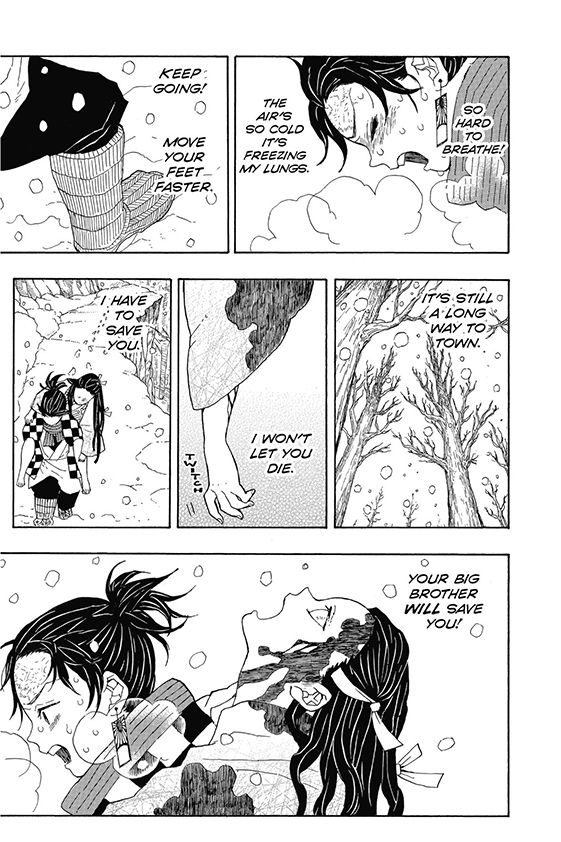 SO
HARD
TO
BREATHE!
THE
AIR'S
SO COLD
IT'S
FREEZING
MY LUNGS.
KEEP
GOING!
MOVE
YOUR
FEET
FASTER.
IT'S STILL
A LONG
WAY TO
TOWN.
I WON'T
LET YOU
DIE.
TWITCH
I HAVE
TO
SAVE
YOU.
YOUR BIG
BROTHER
WILL SAVE
YOU!